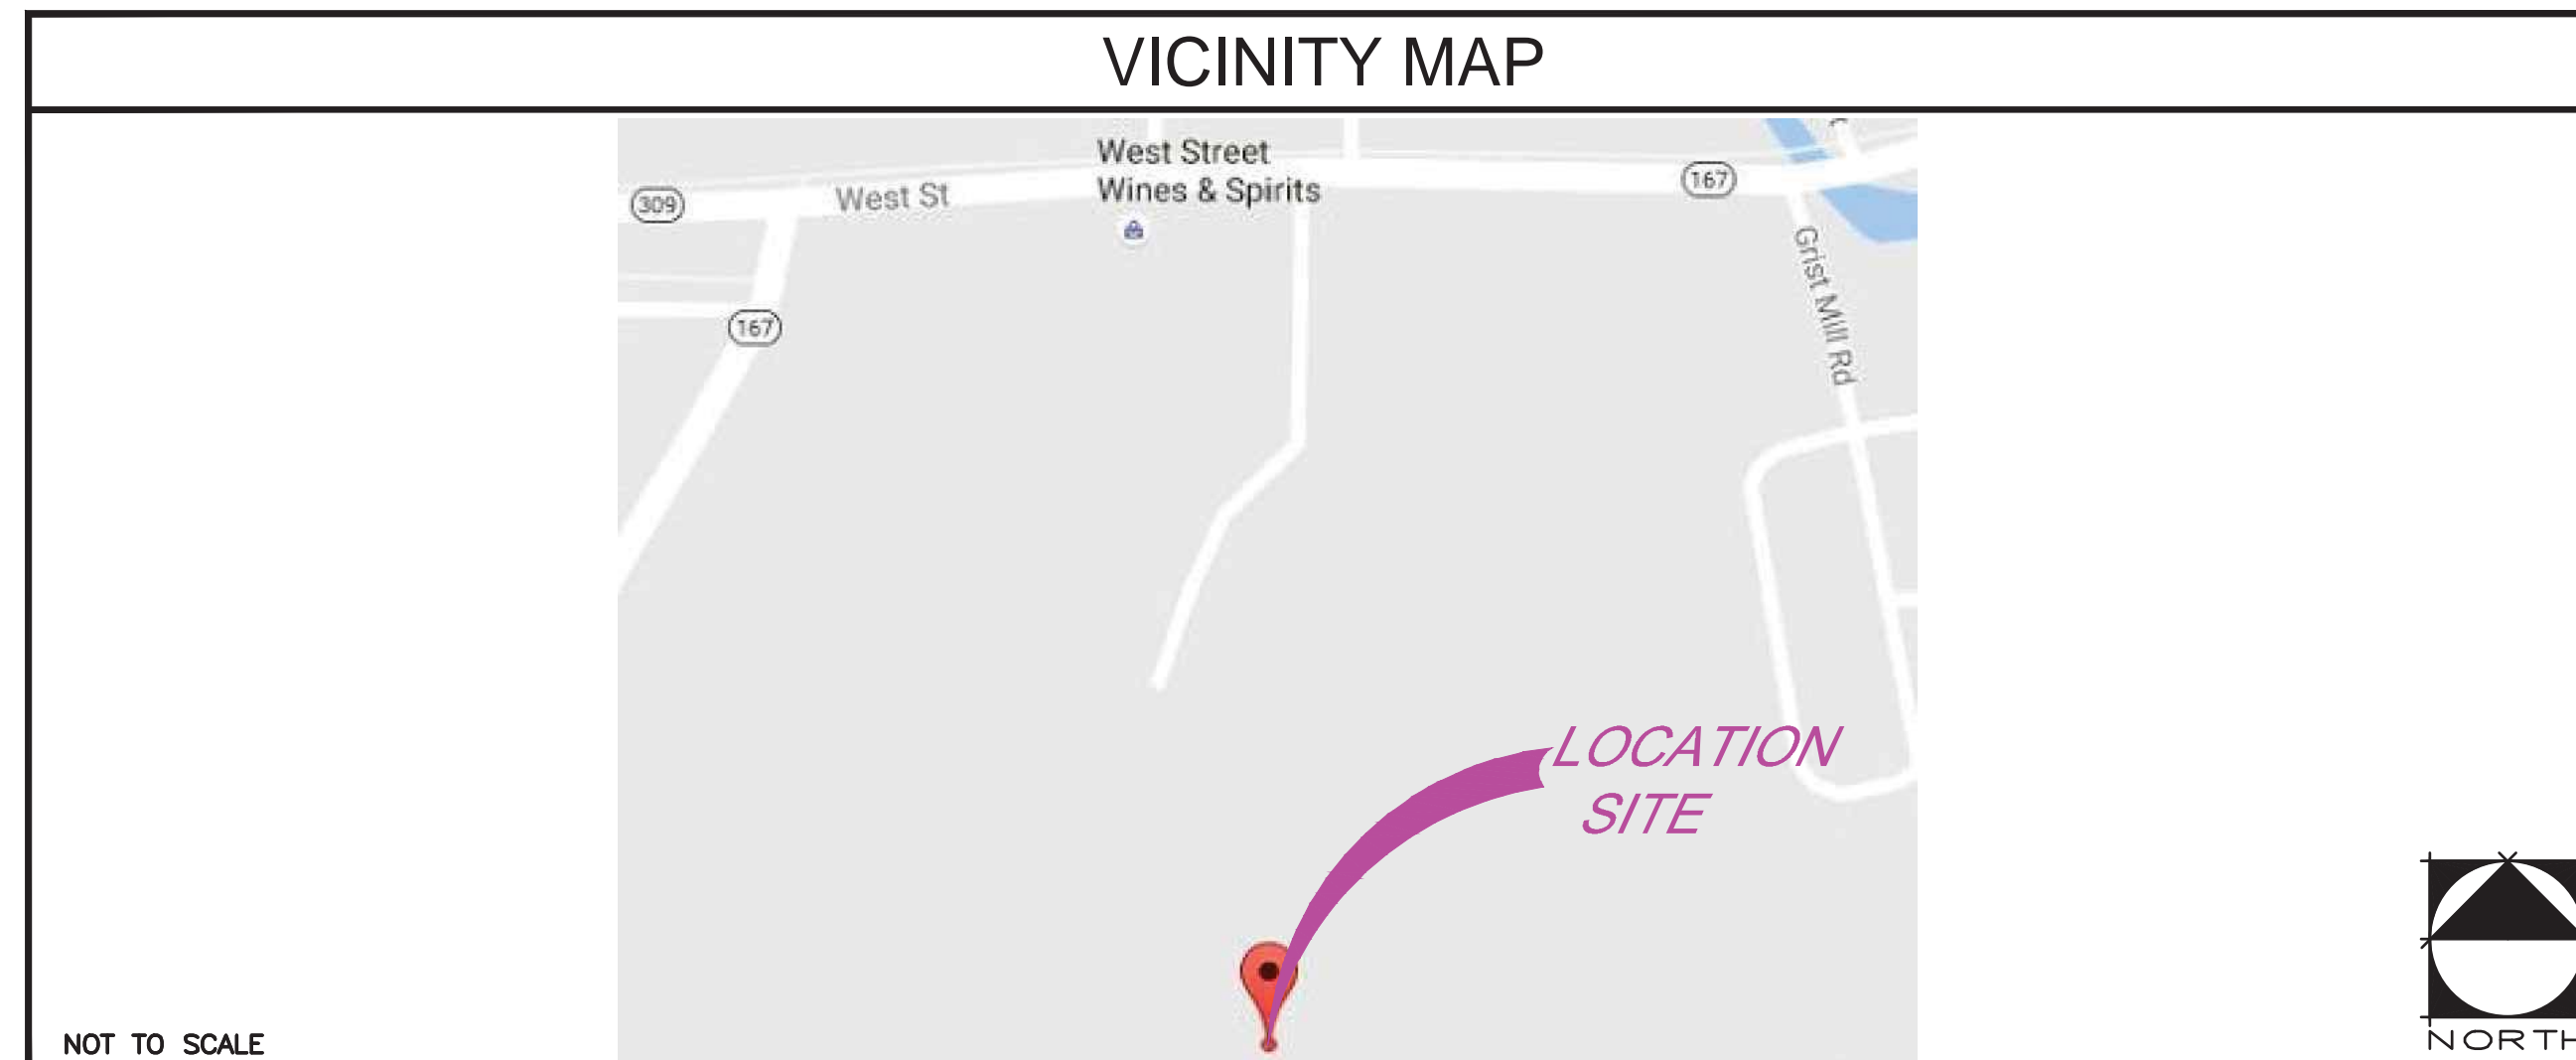 VICINITY MAP
West Street
Wines & Spirits
309
West St
167
167
Grist Mill Rd
LOCATION
SITE
NOT TO SCALE
NORTH